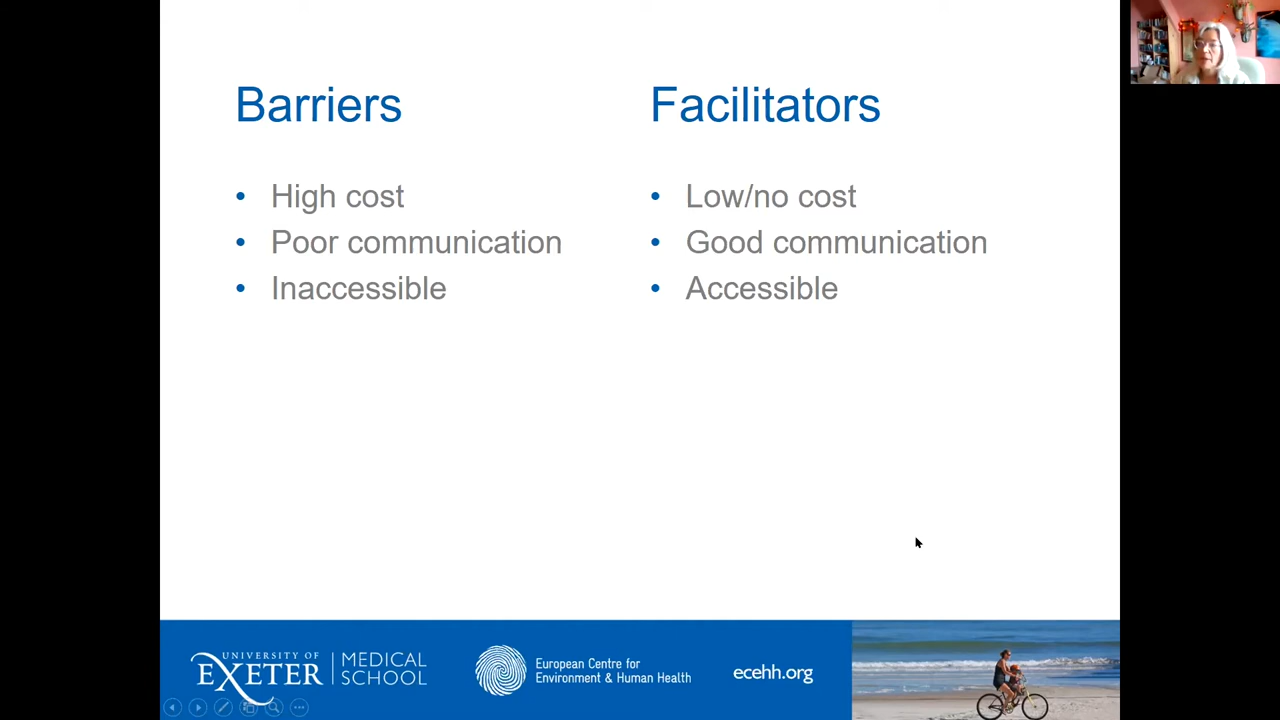 Barriers
• High cost
• Poor communication
• Inaccessible
Facilitators
• Low/no cost
• Good communication
• Accessible
UNIVERSITY OF
EXETER
MEDICAL
SCHOOL
European Centre for
Environment & Human Health
ecehh.org